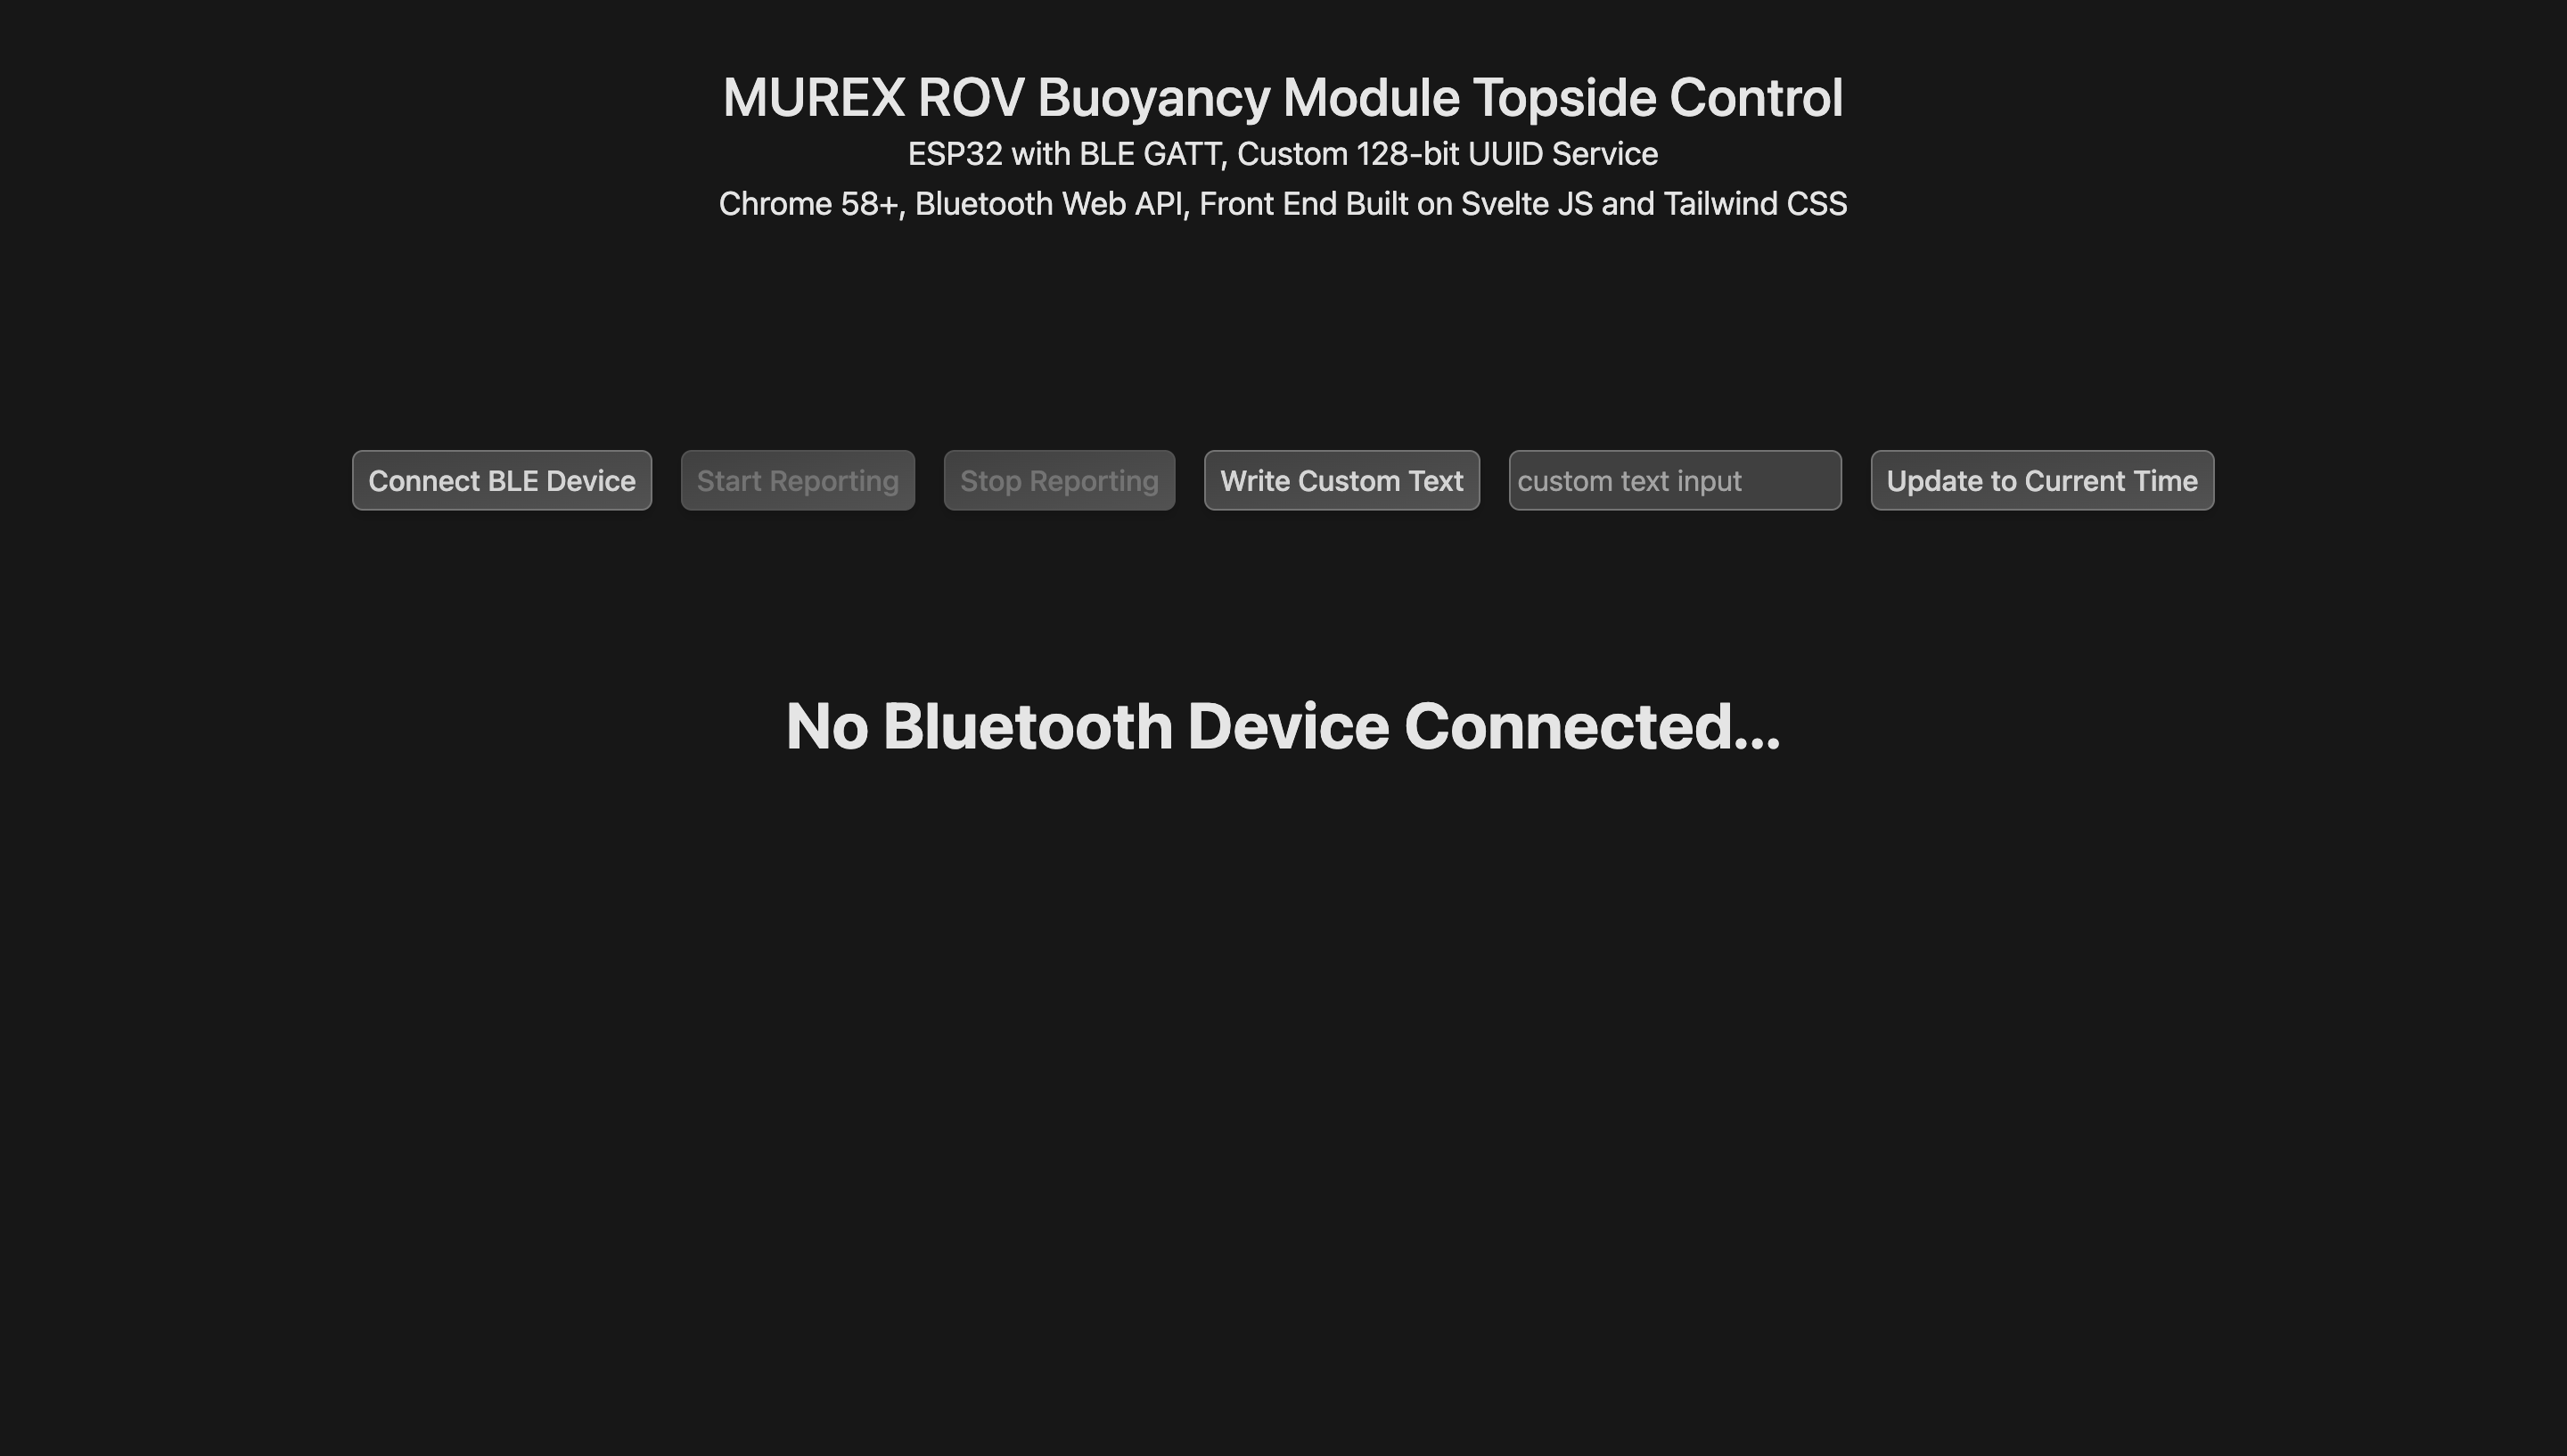 MUREX ROV Buoyancy Module Topside Control
ESP32 with BLE GATT, Custom 128-bit UUID Service
Chrome 58+, Bluetooth Web API, Front End Built on Svelte JS and Tailwind CSS
Connect BLE Device Start Reporting Stop Reporting Write Custom Text custom text input Update to Current Time
No Bluetooth Device Connected...